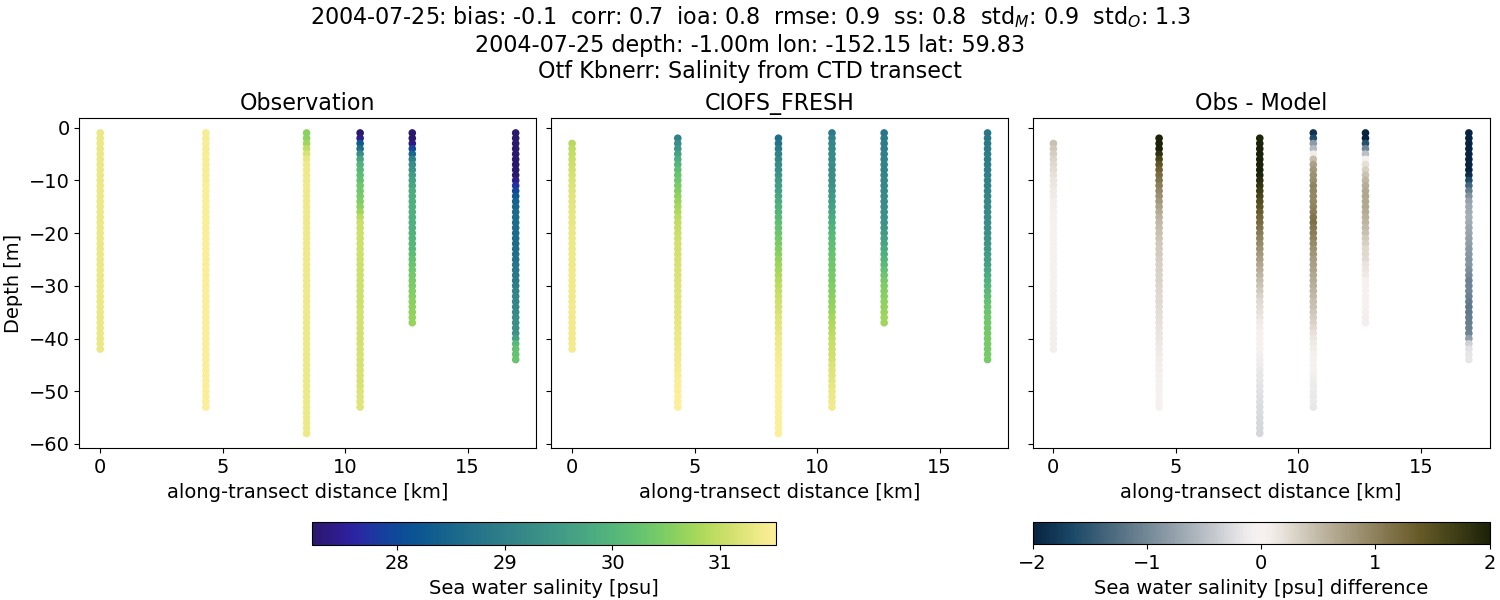 2004-07-25: bias: -0.1  corr: 0.7  ioa: 0.8  rmse: 0.9  ss: 0.8  std_M: 0.9  std_O: 1.3
2004-07-25 depth: -1.00m lon: -152.15 lat: 59.83
Otf Kbnerr: Salinity from CTD transect
Observation
CIOFS_FRESH
Obs - Model
Depth [m]
0
−10
−20
−30
−40
−50
−60
0 5 10 15
0 5 10 15
0 5 10 15
along-transect distance [km]
along-transect distance [km]
along-transect distance [km]
28 29 30 31
Sea water salinity [psu]
−2 −1 0 1 2
Sea water salinity [psu] difference